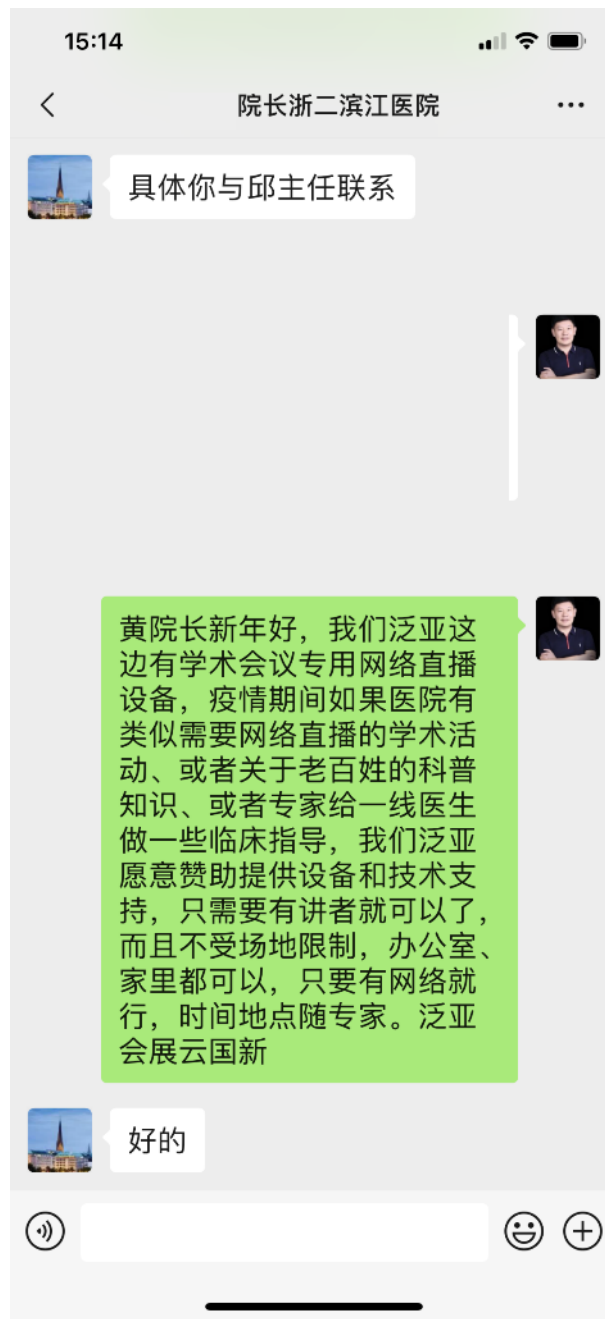 15:14
院长浙二滨江医院
具体你与邱主任联系
黄院长新年好，我们泛亚这
边有学术会议专用网络直播
设备，疫情期间如果医院有
类似需要网络直播的学术活
动、或者关于老百姓的科普
知识、或者专家给一线医生
做一些临床指导，我们泛亚
愿意赞助提供设备和技术支
持，只需要有讲者就可以了，
而且不受场地限制，办公室、
家里都可以，只要有网络就
行，时间地点随专家。泛亚
会展云国新
好的